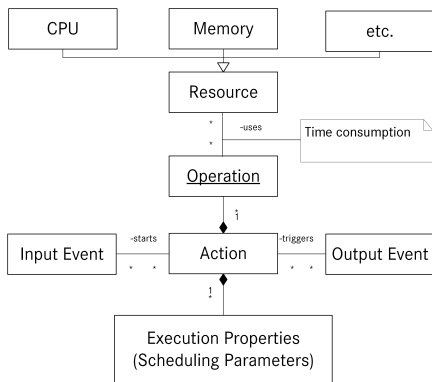 CPU
Memory
etc.
Resource
*
-uses
Time consumption
*
Operation
*
1
-starts
-triggers
Input Event
Action
Output Event
* *
* *
1
*
Execution Properties
(Scheduling Parameters)